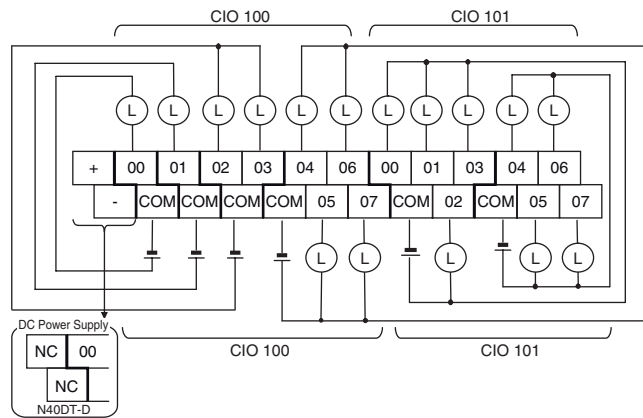 CIO 100 CIO 101
L L L L L L L L L L L
+ 00 01 02 03 04 06 00 01 03 04 06
- COM COM COM COM 05 07 COM 02 COM 05 07
L L L L L
DC Power Supply
CIO 100 CIO 101
NC 00
NC
N40DT-D